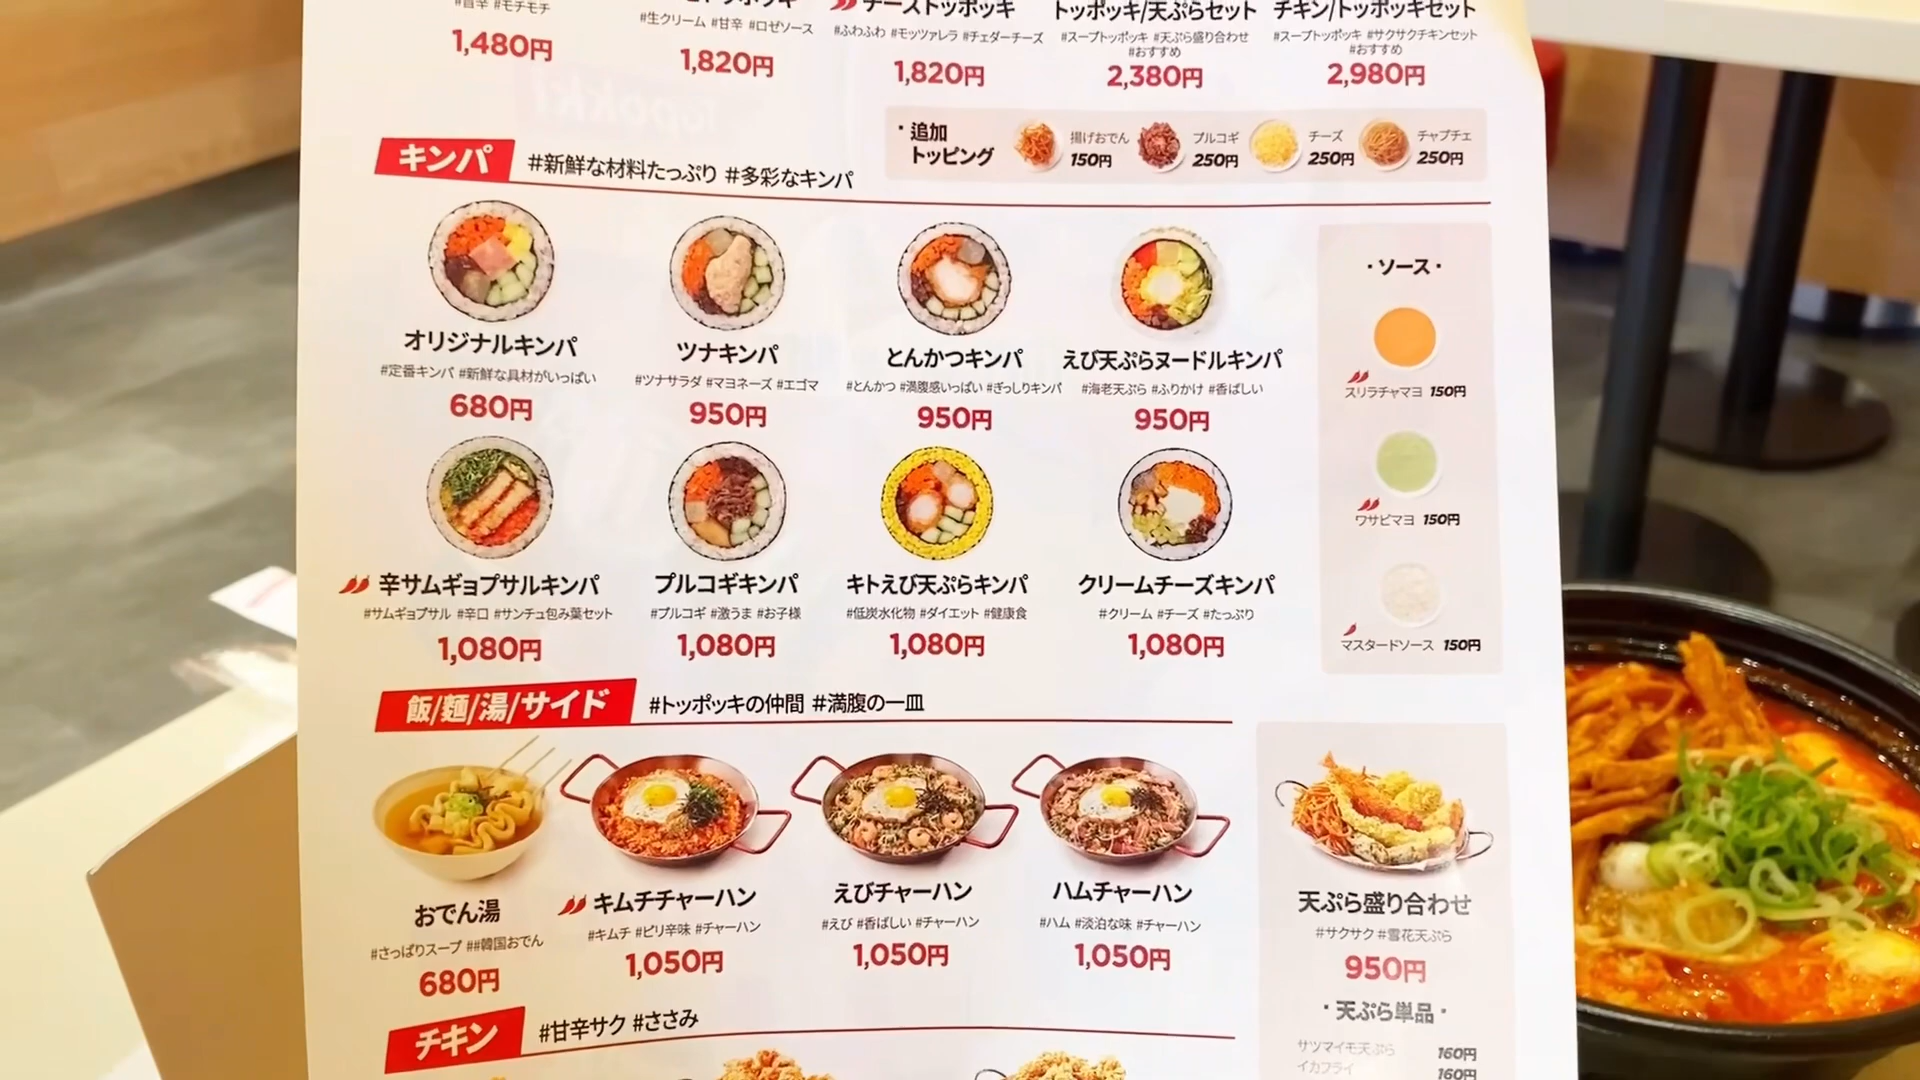 #旨辛 #モチモチ
1,480円
#生クリーム #甘辛 #ロゼソース
1,820円
チーストッポッキ
#ふわふわ #モッツァレラ #チェダーチーズ
1,820円
トッポッキ/天ぷらセット
#スープトッポッキ #天ぷら盛り合わせ
#おすすめ
2,380円
チキン/トッポッキセット
#スープトッポッキ #サクサクチキンセット
#おすすめ
2,980円
・追加
トッピング
揚げおでん
150円
プルコギ
250円
チーズ
250円
チャプチェ
250円
キンパ
#新鮮な材料たっぷり #多彩なキンパ
オリジナルキンパ
#定番キンパ #新鮮な具材がいっぱい
680円
ツナキンパ
#ツナサラダ #マヨネーズ #エゴマ
950円
とんかつキンパ
#とんかつ #満腹感いっぱい #ぎっしりキンパ
950円
えび天ぷらヌードルキンパ
#海老天ぷら #ふりかけ #香ばしい
950円
辛サムギョプサルキンパ
#サムギョプサル #辛口 #サンチュ包み葉セット
1,080円
プルコギキンパ
#プルコギ #激うま #お子様
1,080円
キトえび天ぷらキンパ
#低炭水化物 #ダイエット #健康食
1,080円
クリームチーズキンパ
#クリーム #チーズ #たっぷり
1,080円
・ソース・
スリラチャマヨ 150円
ワサビマヨ 150円
マスタードソース 150円
飯/麺/湯/サイド
#トッポッキの仲間 #満腹の一皿
おでん湯
#さっぱりスープ ##韓国おでん
680円
キムチチャーハン
#キムチ #ピリ辛味 #チャーハン
1,050円
えびチャーハン
#えび #香ばしい #チャーハン
1,050円
ハムチャーハン
#ハム #淡泊な味 #チャーハン
1,050円
天ぷら盛り合わせ
#サクサク #雪花天ぷら
950円
・天ぷら単品・
サツマイモ天ぷら 160円
イカフライ 160円
チキン
#甘辛サク #ささみ